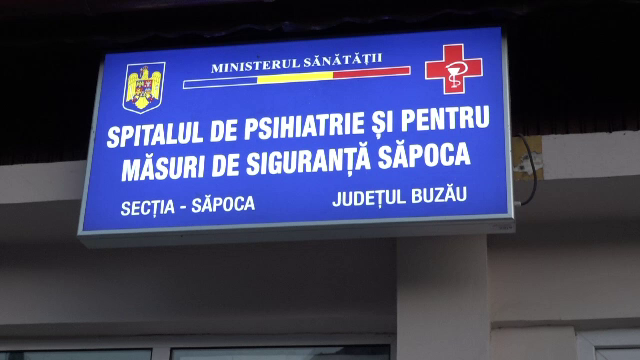 MINISTERUL SĂNĂTĂȚII
SPITALUL DE PSIHIATRIE ȘI PENTRU
MĂSURI DE SIGURANȚĂ SĂPOCA
SECȚIA - SĂPOCA
JUDEȚUL BUZĂU